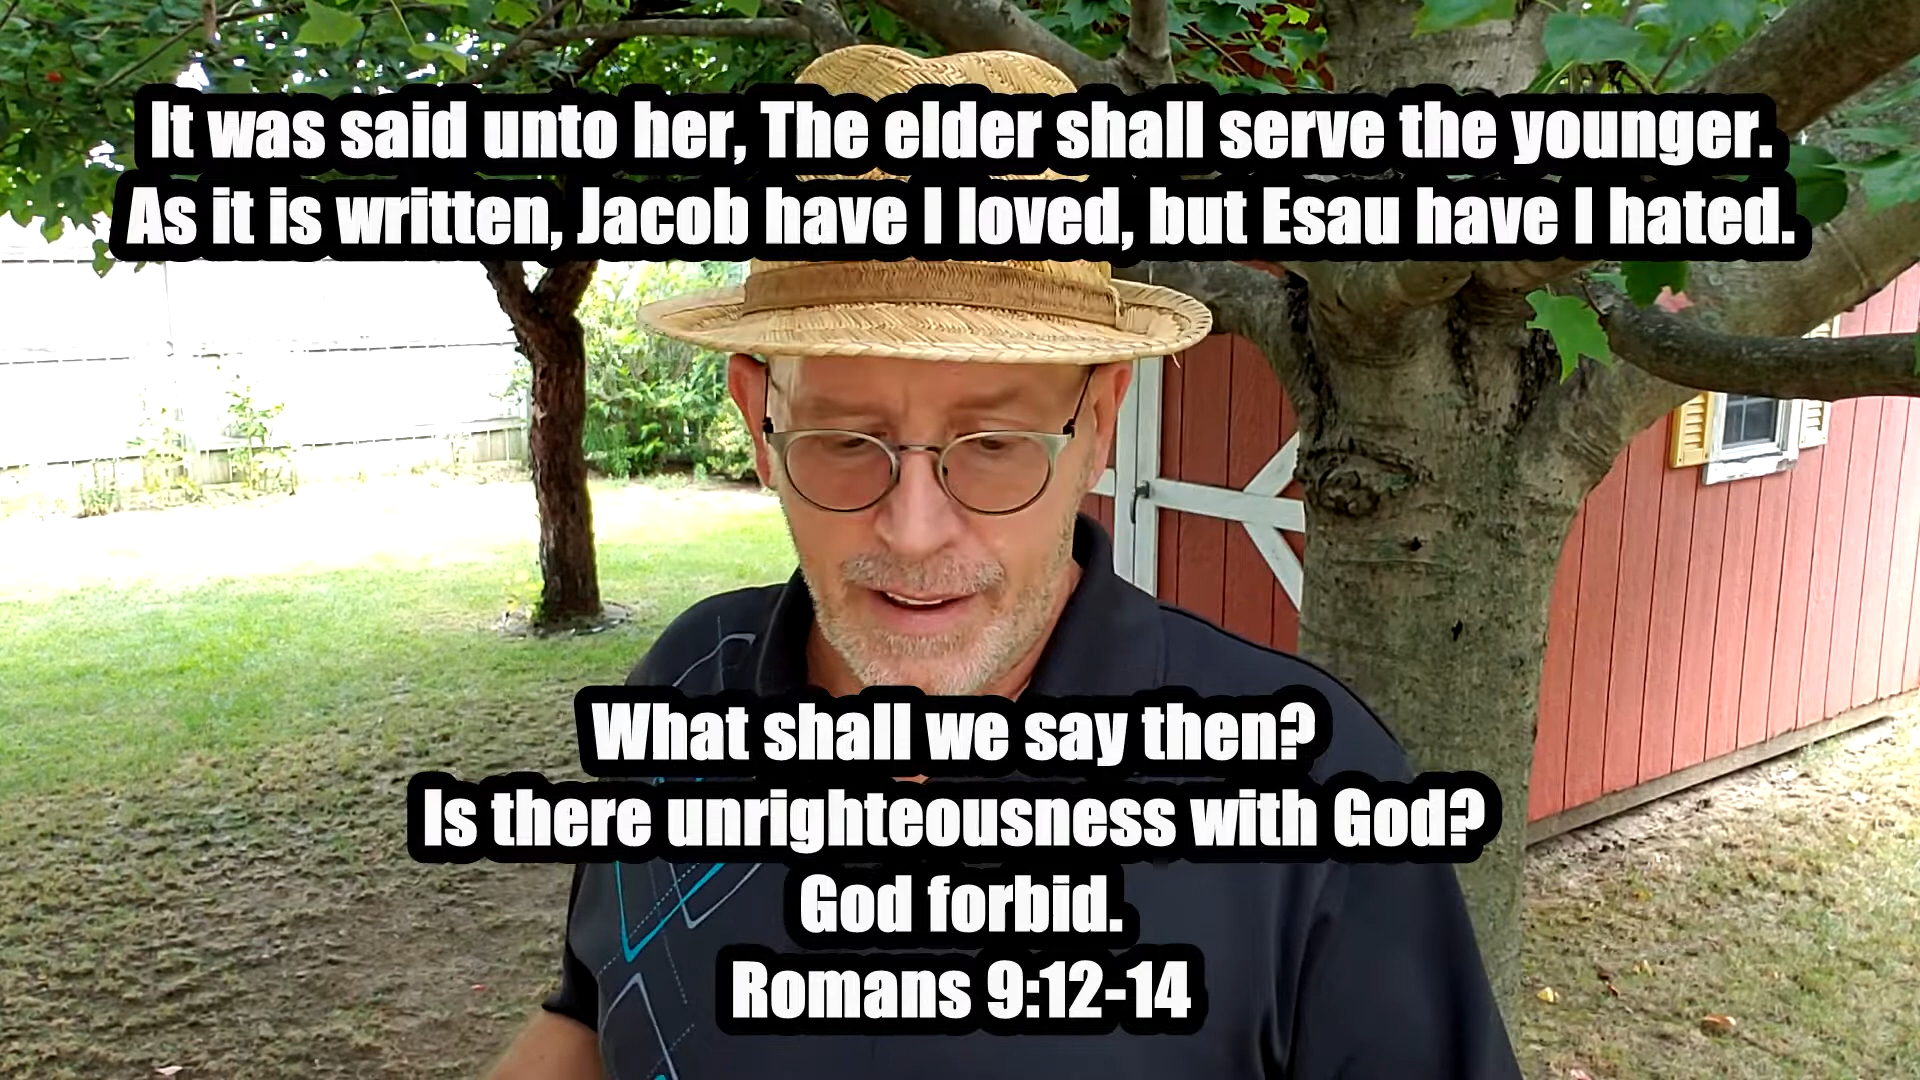 It was said unto her, The elder shall serve the younger.
As it is written, Jacob have I loved, but Esau have I hated.
What shall we say then?
Is there unrighteousness with God?
God forbid.
Romans 9:12-14